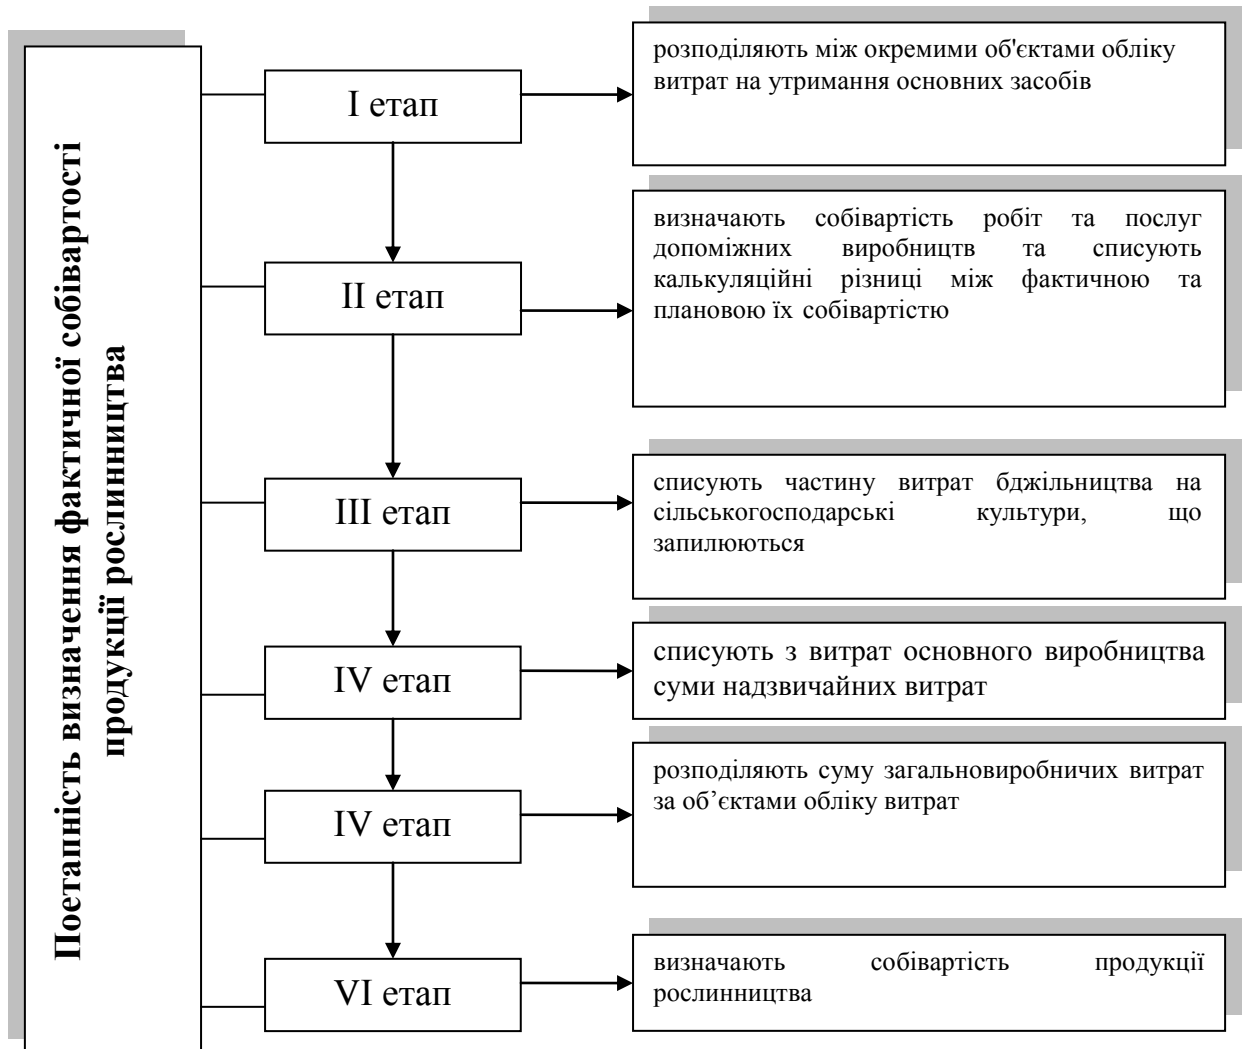 Поетапність визначення фактичної собівартості
продукції рослинництва
I етап
розподіляють між окремими об'єктами обліку
витрат на утримання основних засобів
II етап
визначають собівартість робіт та послуг
допоміжних виробництв та списують
калькуляційні різниці між фактичною та
плановою їх собівартістю
III етап
списують частину витрат бджільництва на
сільськогосподарські культури, що
запилюються
IV етап
списують з витрат основного виробництва
суми надзвичайних витрат
IV етап
розподіляють суму загальновиробничих витрат
за об’єктами обліку витрат
VI етап
визначають собівартість продукції
рослинництва